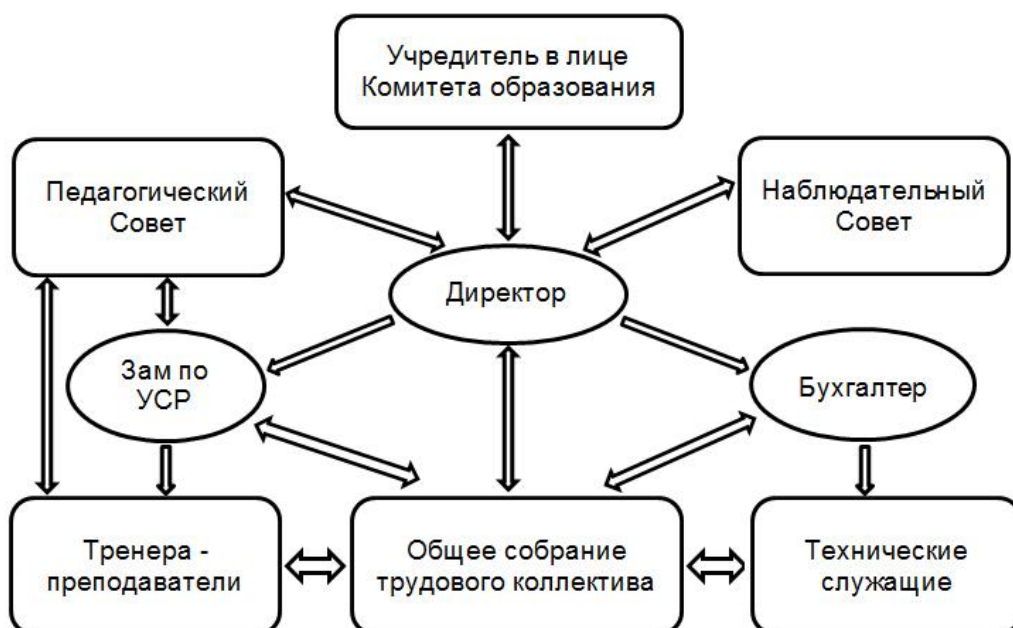 Учредитель в лице
Комитета образования
Педагогический
Совет
Наблюдательный
Совет
Директор
Зам по
УСР
Бухгалтер
Тренера -
преподаватели
Общее собрание
трудового коллектива
Технические
служащие